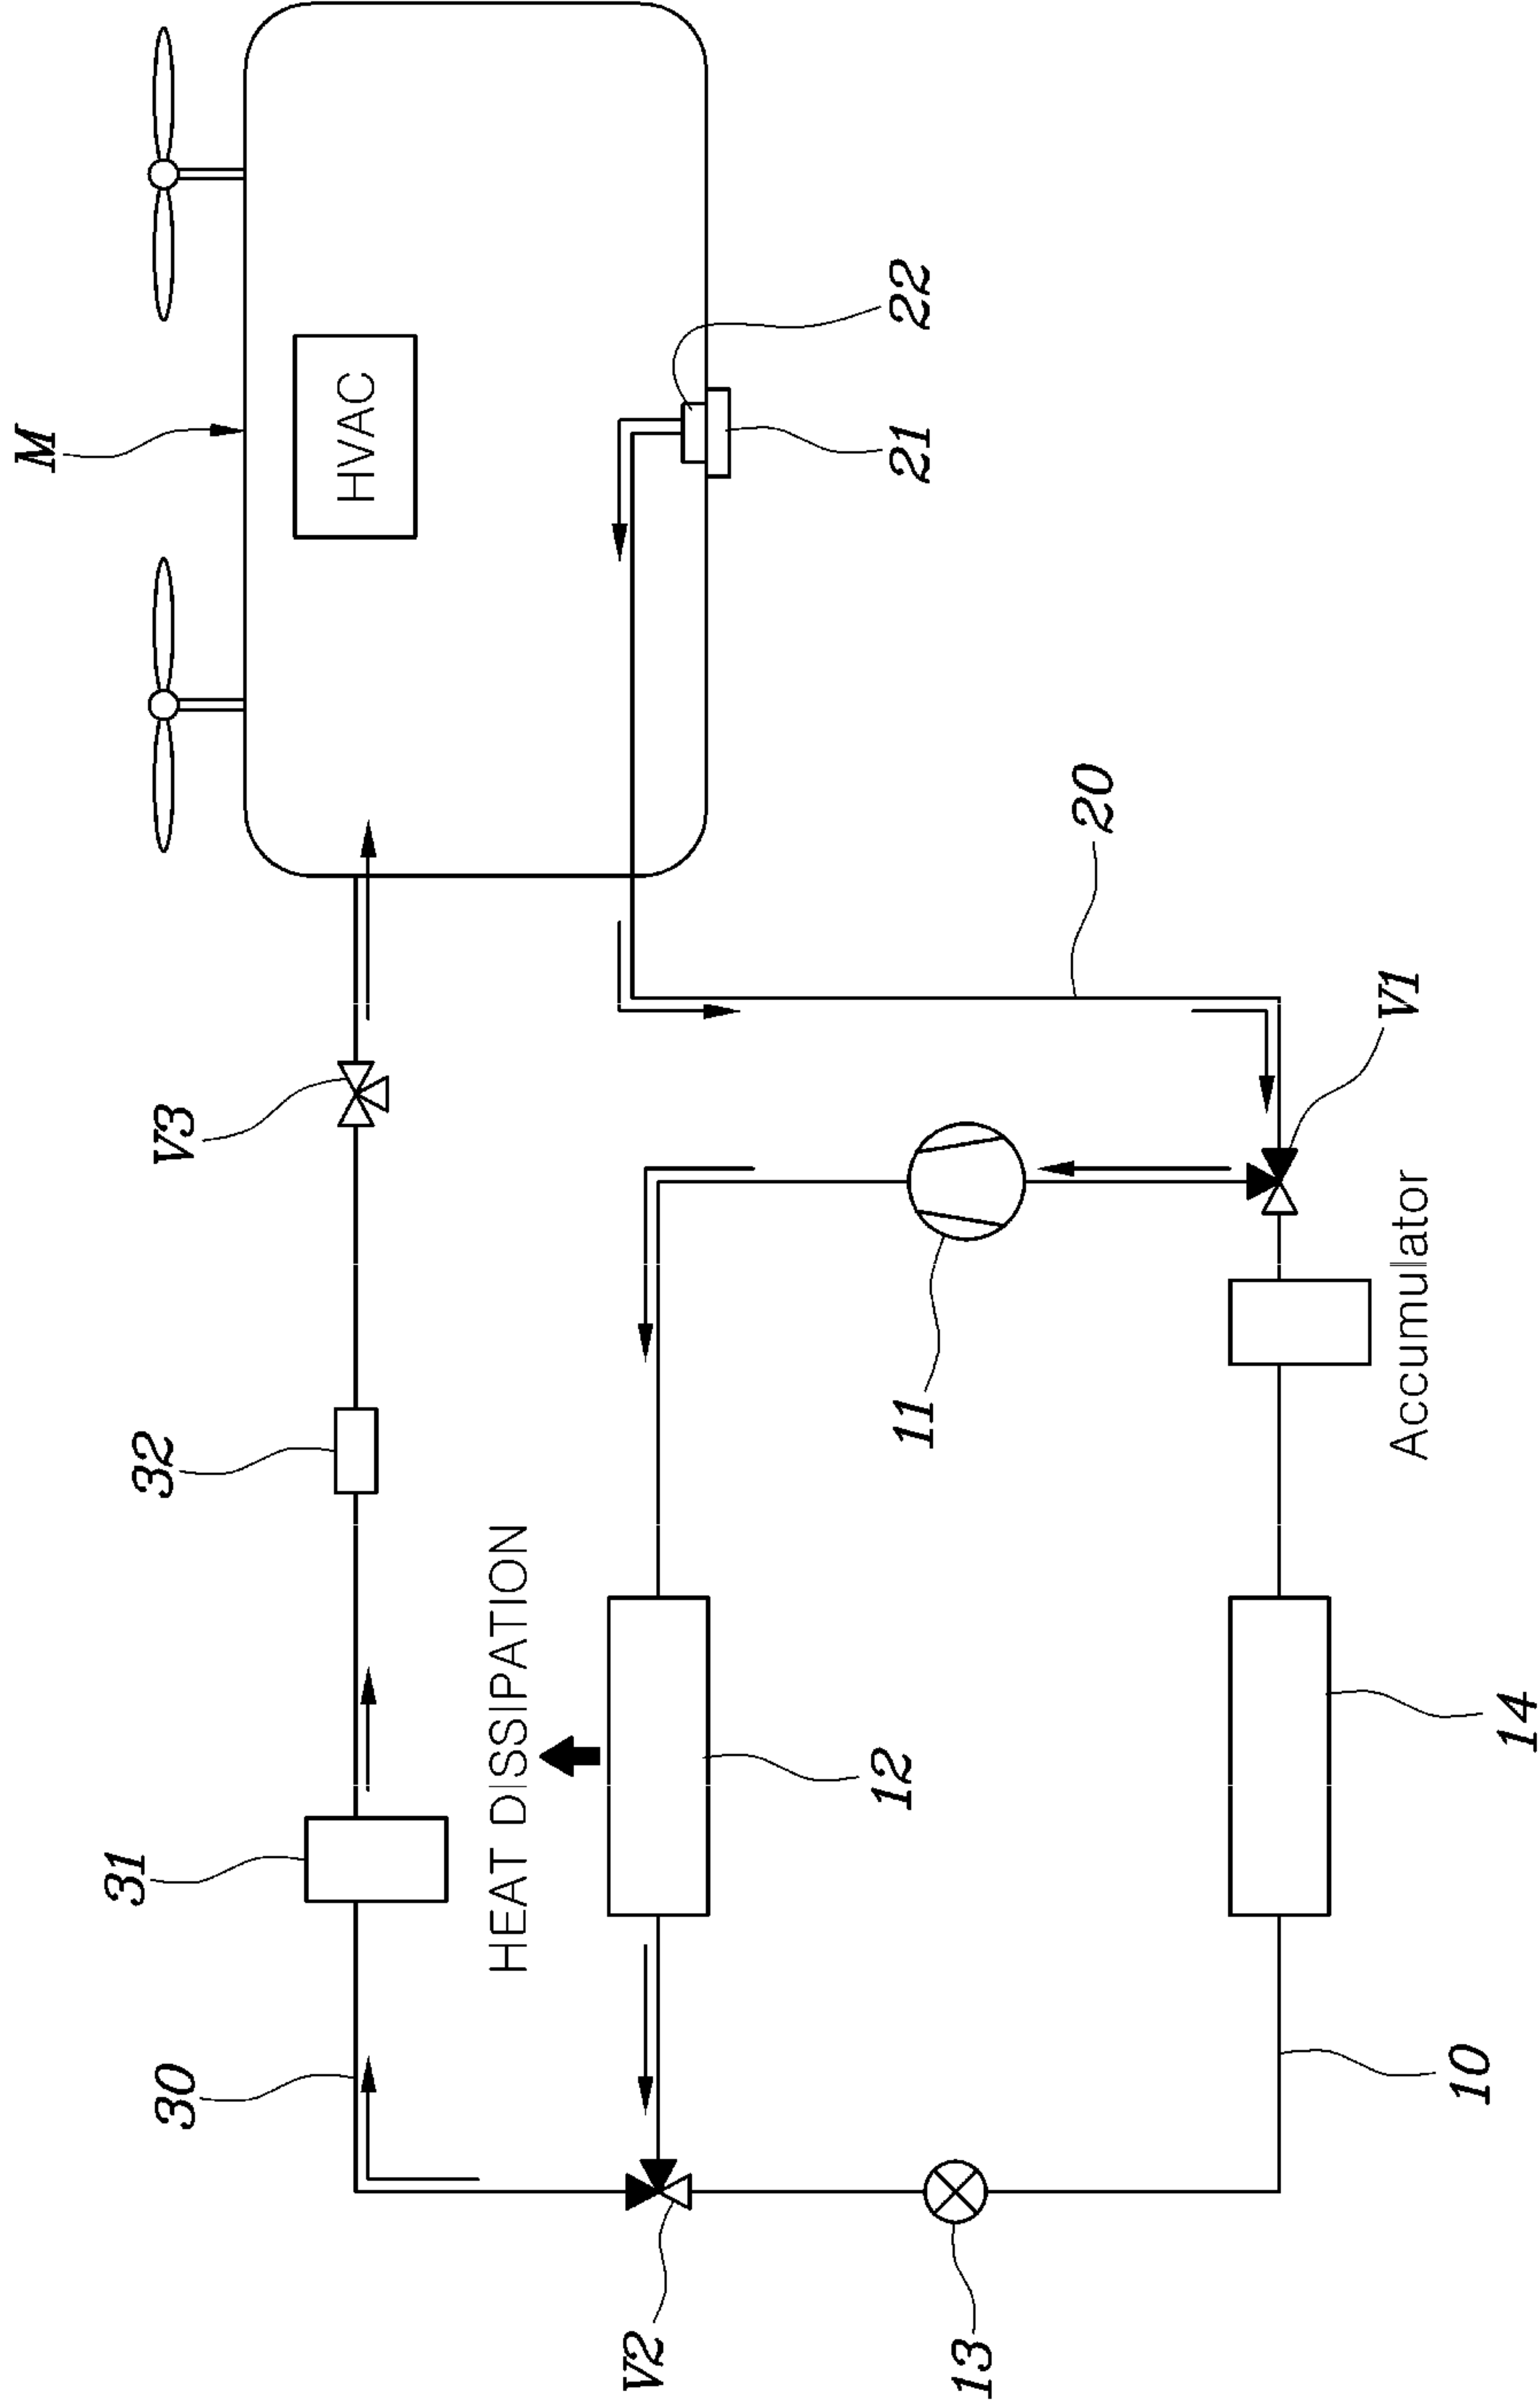 M
31
32
30
V3
HVAC
HEAT DISSIPATION
V2
12
11
21
22
13
20
V1
Accumulator
10
14